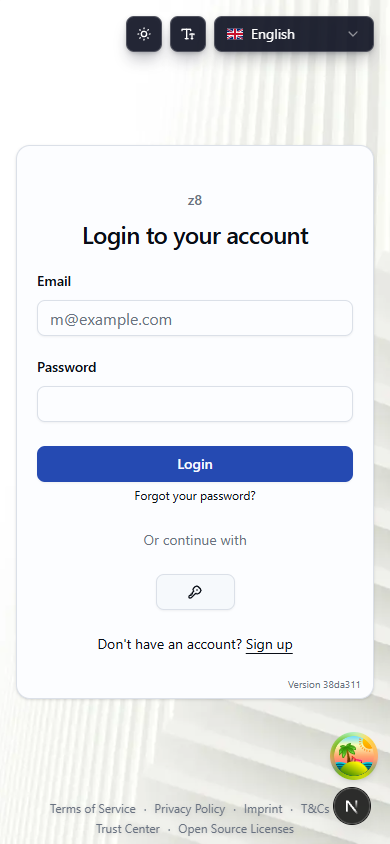 English
z8
Login to your account
Email
m@example.com
Password
Login
Forgot your password?
Or continue with
Don't have an account? Sign up
Version 38da311
Terms of Service · Privacy Policy · Imprint · T&Cs
N
Trust Center · Open Source Licenses